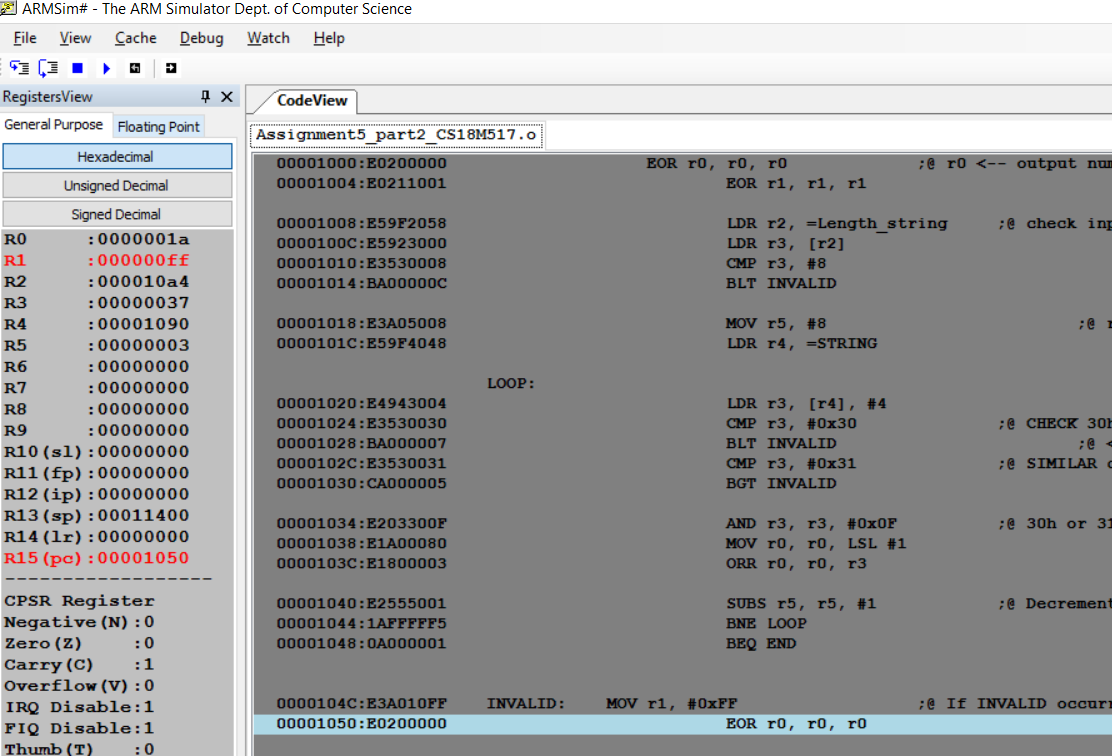 ARMSim# - The ARM Simulator Dept. of Computer Science
File View Cache Debug Watch Help
RegistersView
General Purpose Floating Point
Hexadecimal
Unsigned Decimal
Signed Decimal
R0 :0000001a
R1 :000000ff
R2 :000010a4
R3 :00000037
R4 :00001090
R5 :00000003
R6 :00000000
R7 :00000000
R8 :00000000
R9 :00000000
R10(sl):00000000
R11(fp):00000000
R12(ip):00000000
R13(sp):00011400
R14(lr):00000000
R15(pc):00001050
--------------------
CPSR Register
Negative(N):0
Zero(Z) :0
Carry(C) :1
Overflow(V):0
IRQ Disable:1
FIQ Disable:1
Thumb(T) :0
CodeView
Assignment5_part2_CS18M517.o
00001000:E0200000 EOR r0, r0, r0 ;@ r0 <-- output num
00001004:E0211001 EOR r1, r1, r1
00001008:E59F2058 LDR r2, =Length_string ;@ check inp
0000100C:E5923000 LDR r3, [r2]
00001010:E3530008 CMP r3, #8
00001014:BA00000C BLT INVALID
00001018:E3A05008 MOV r5, #8 ;@ r
0000101C:E59F4048 LDR r4, =STRING
LOOP:
00001020:E4943004 LDR r3, [r4], #4
00001024:E3530030 CMP r3, #0x30 ;@ CHECK 30h
00001028:BA000007 BLT INVALID ;@ <
0000102C:E3530031 CMP r3, #0x31 ;@ SIMILAR c
00001030:CA000005 BGT INVALID
00001034:E203300F AND r3, r3, #0x0F ;@ 30h or 31
00001038:E1A00080 MOV r0, r0, LSL #1
0000103C:E1800003 ORR r0, r0, r3
00001040:E2555001 SUBS r5, r5, #1 ;@ Decrement
00001044:1AFFFFF5 BNE LOOP
00001048:0A000001 BEQ END
0000104C:E3A010FF INVALID: MOV r1, #0xFF ;@ If INVALID occurr
00001050:E0200000 EOR r0, r0, r0